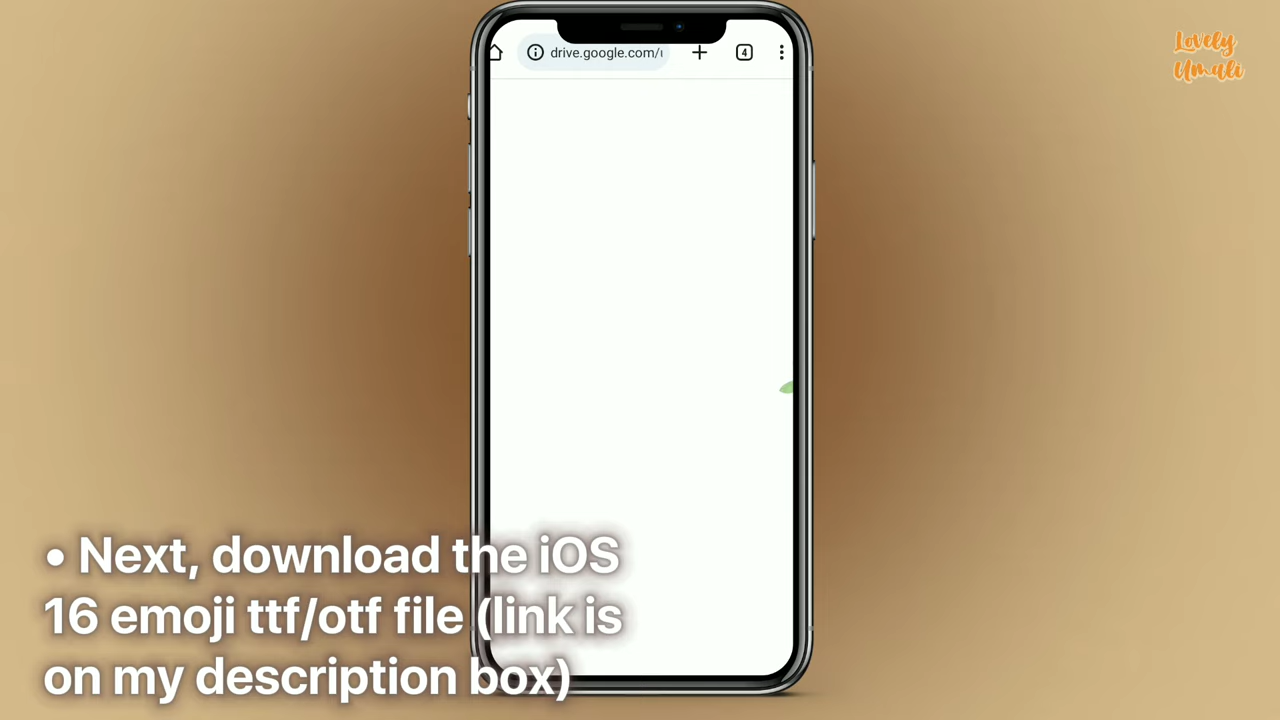 Lovely
Umali
drive.google.com/
4
• Next, download the iOS
16 emoji ttf/otf file (link is
on my description box)